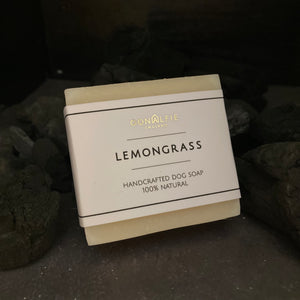 LEMONGRASS
HANDCRAFTED DOG SOAP
100% NATURAL